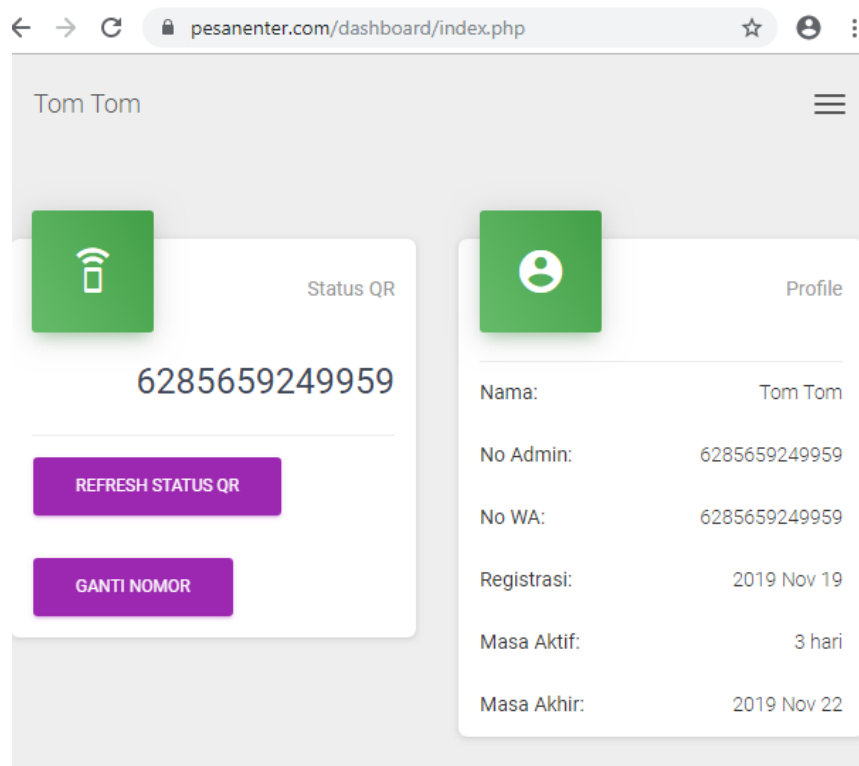 pesanenter.com/dashboard/index.php
Tom Tom
Status QR
6285659249959
REFRESH STATUS QR
GANTI NOMOR
Profile
Nama: Tom Tom
No Admin: 6285659249959
No WA: 6285659249959
Registrasi: 2019 Nov 19
Masa Aktif: 3 hari
Masa Akhir: 2019 Nov 22